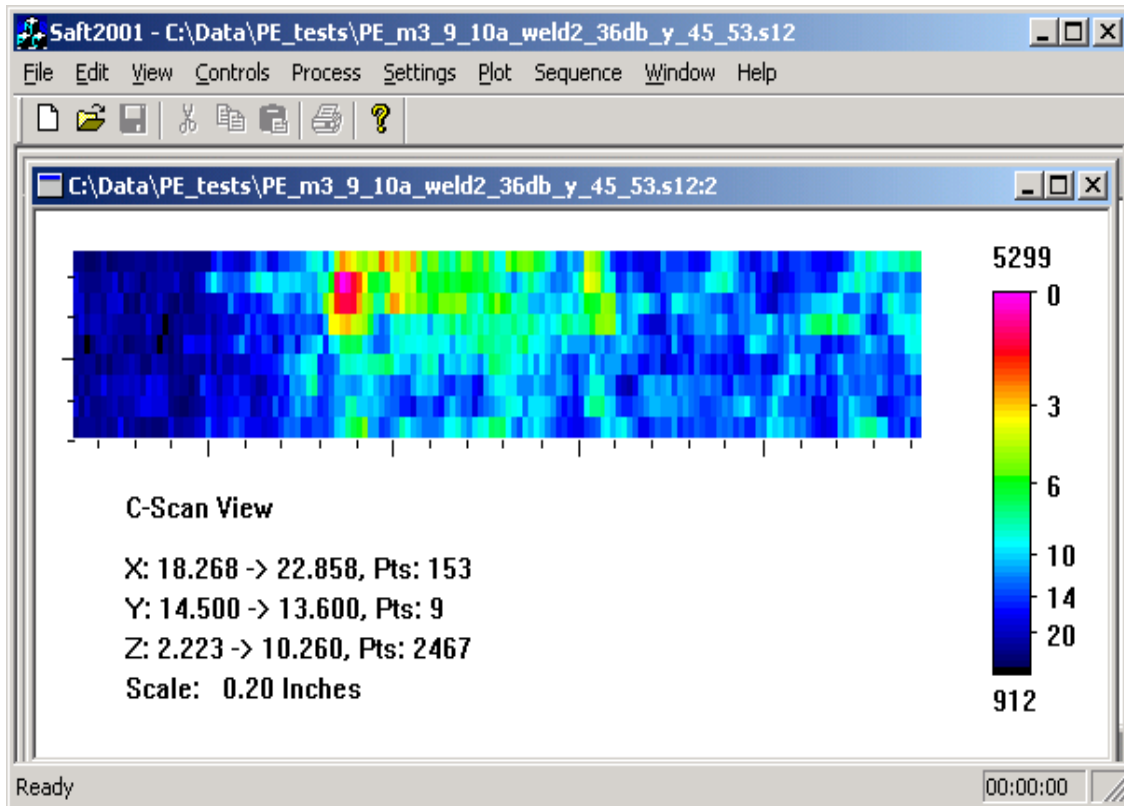 Saft2001 - C:\Data\PE_tests\PE_m3_9_10a_weld2_36db_y_45_53.s12
File Edit View Controls Process Settings Plot Sequence Window Help
C:\Data\PE_tests\PE_m3_9_10a_weld2_36db_y_45_53.s12:2
5299
0
3
6
10
14
20
912
C-Scan View
X: 18.268 -> 22.858, Pts: 153
Y: 14.500 -> 13.600, Pts: 9
Z: 2.223 -> 10.260, Pts: 2467
Scale: 0.20 Inches
Ready 00:00:00